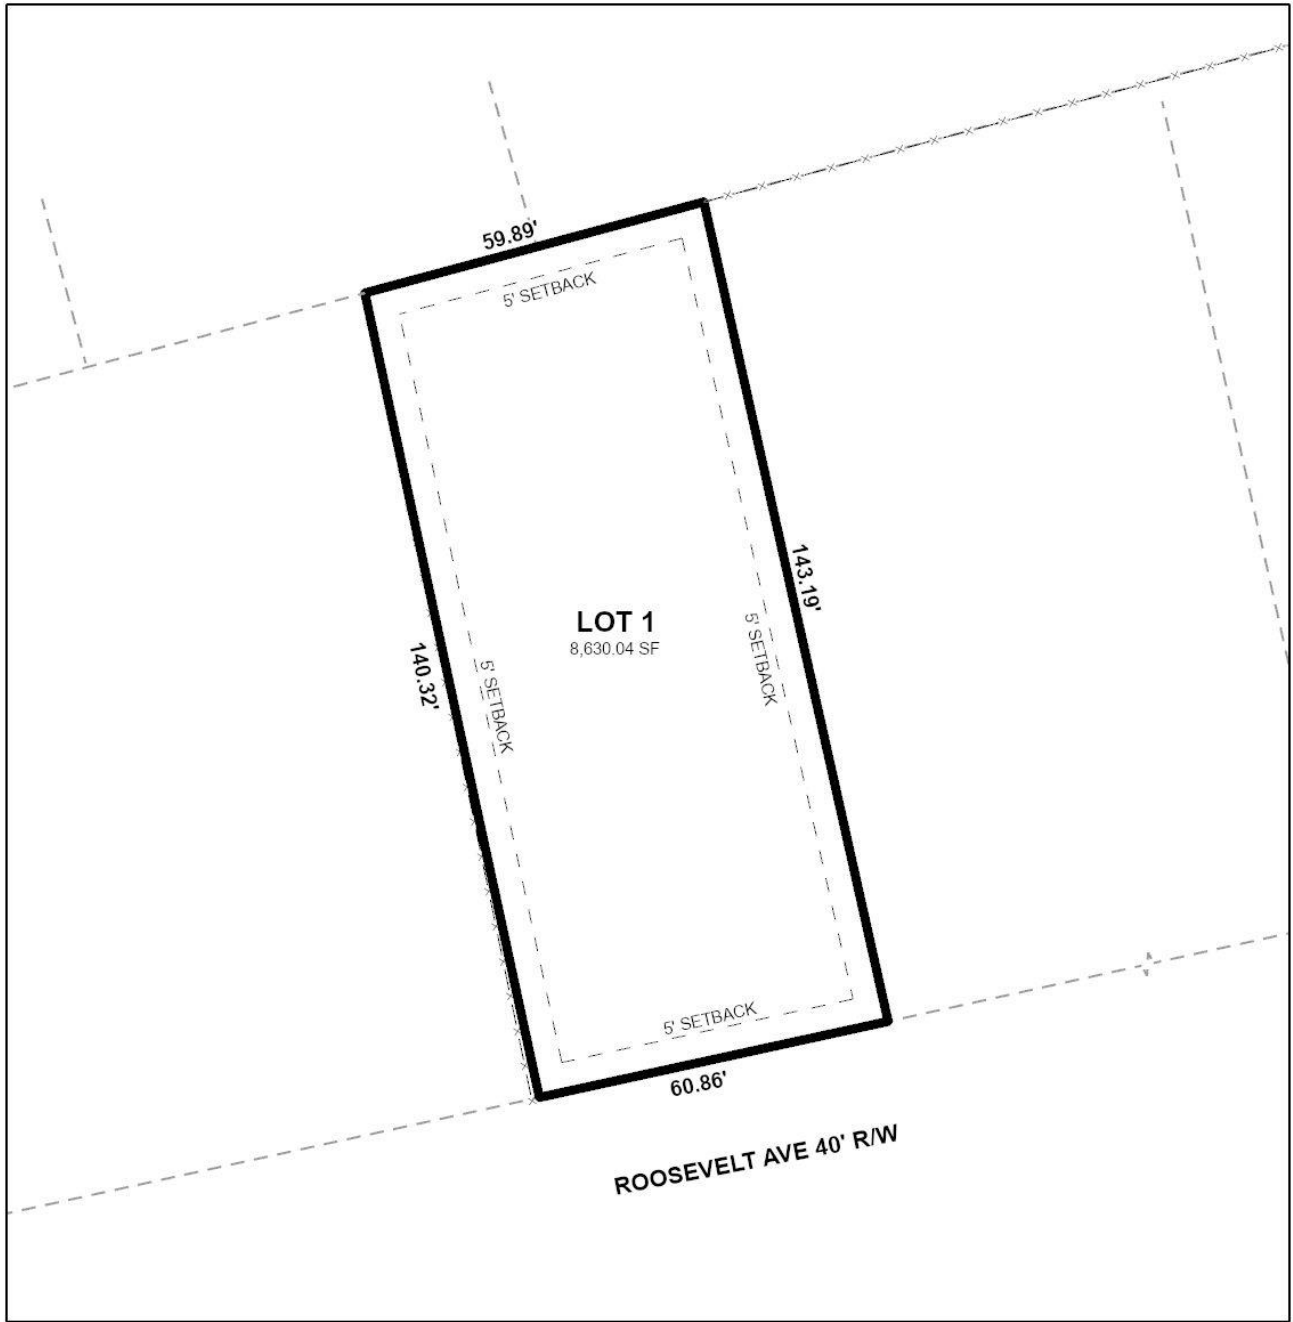 59.89'
5' SETBACK
143.19'
LOT 1
8,630.04 SF
5' SETBACK
140.32'
5' SETBACK
5' SETBACK
60.86'
ROOSEVELT AVE 40' R/W